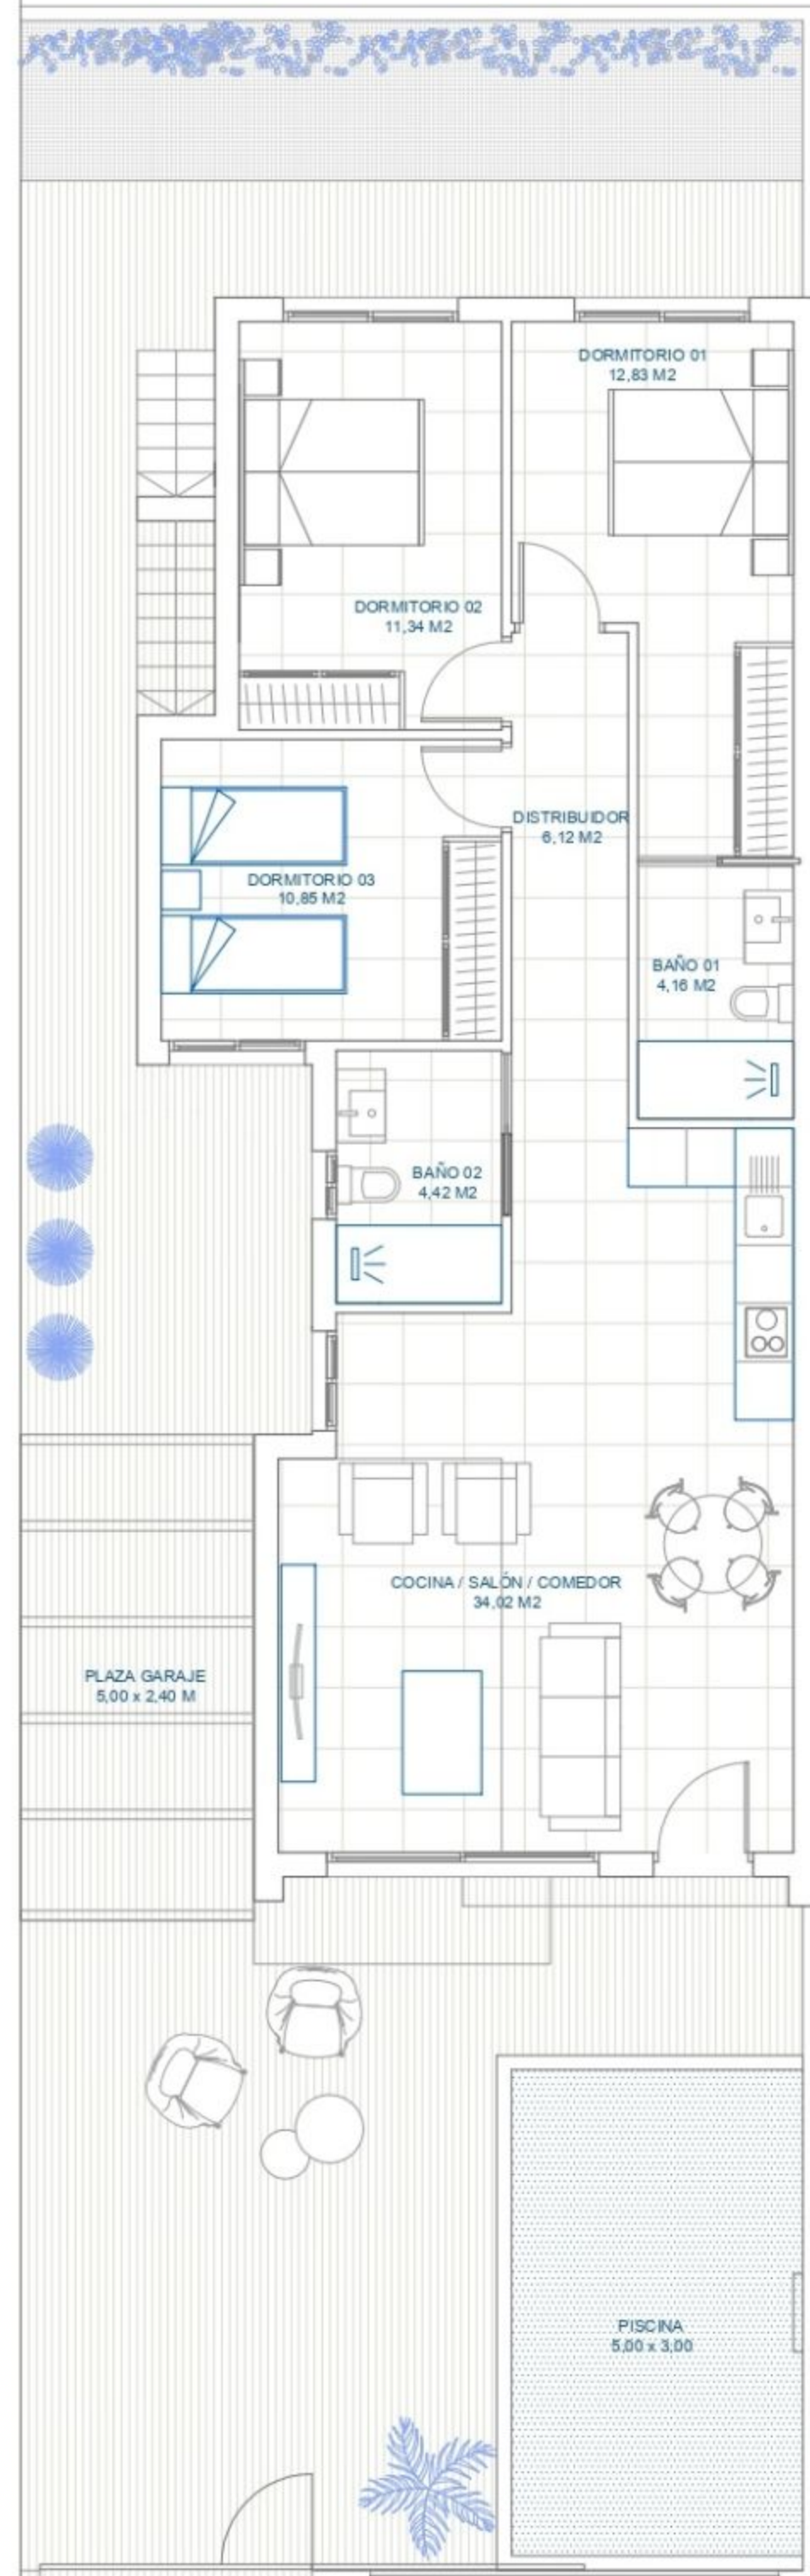 DORMITORIO 01
12,83 M2
DORMITORIO 02
11,34 M2
DISTRIBUIDOR
6,12 M2
DORMITORIO 03
10,85 M2
BAÑO 01
4,16 M2
BAÑO 02
4,42 M2
COCINA / SALÓN / COMEDOR
34,02 M2
PLAZA GARAJE
5,00 x 2,40 M
PISCINA
5,00 x 3,00